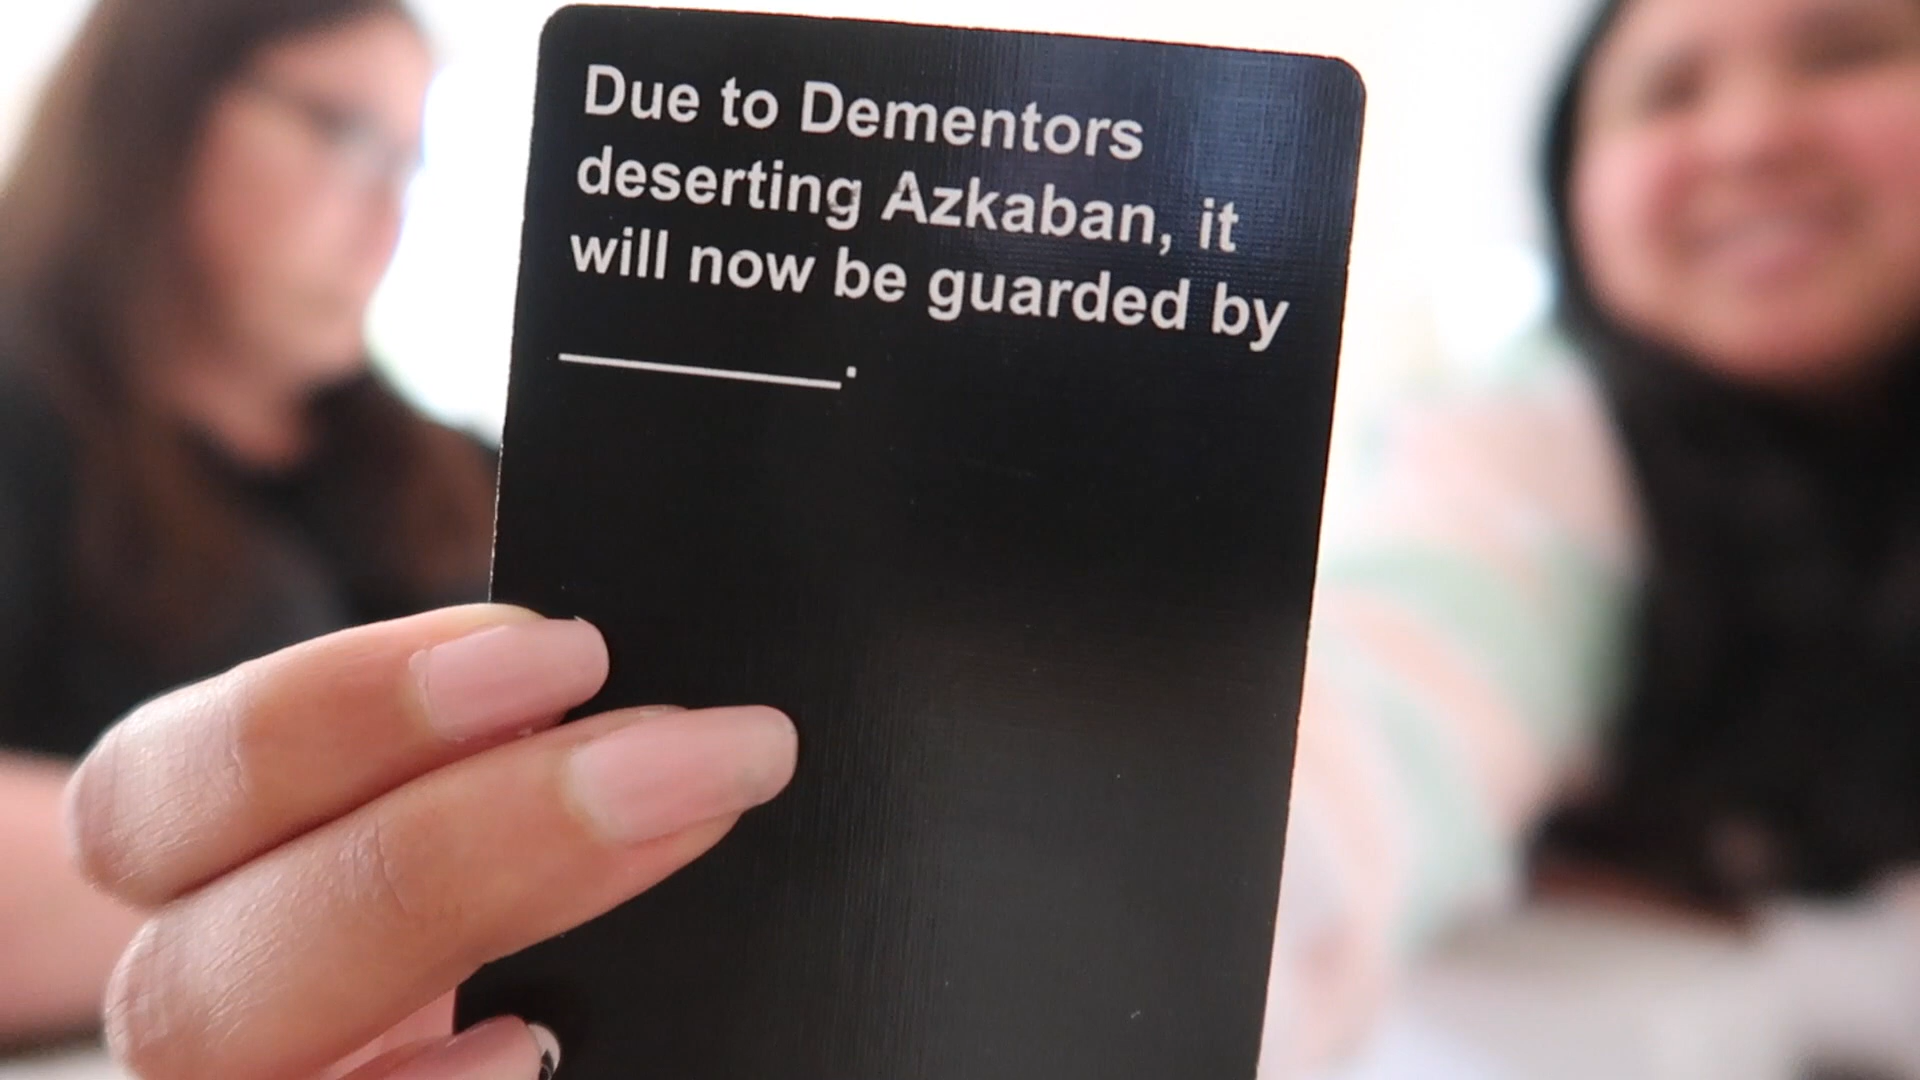 Due to Dementors
deserting Azkaban, it
will now be guarded by
________.